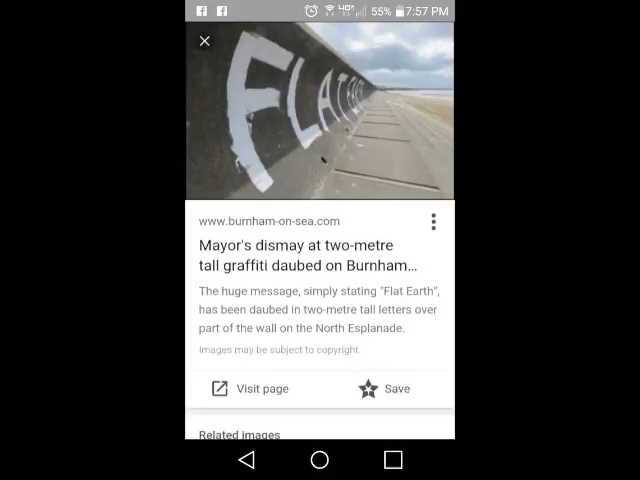 55% 7:57 PM
FLAT
www.burnham-on-sea.com
Mayor's dismay at two-metre
tall graffiti daubed on Burnham...
The huge message, simply stating "Flat Earth",
has been daubed in two-metre tall letters over
part of the wall on the North Esplanade.
Images may be subject to copyright.
Visit page Save
Related images